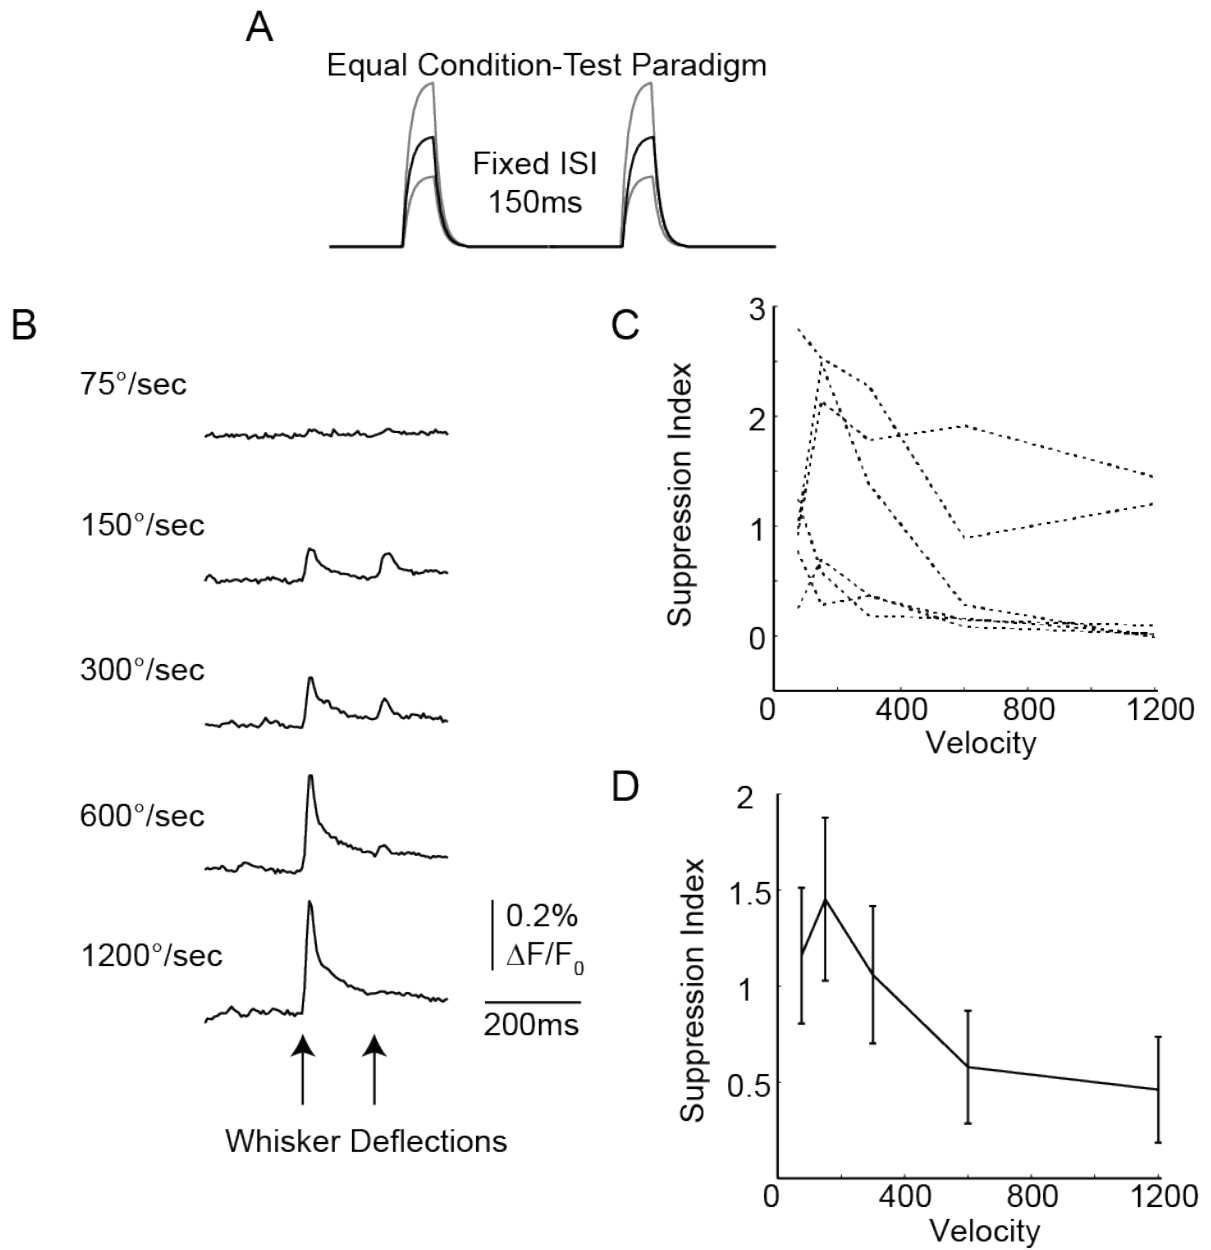 A
Equal Condition-Test Paradigm
Fixed ISI
150ms
B
75°/sec
150°/sec
300°/sec
600°/sec
1200°/sec
0.2%
ΔF/F0
200ms
Whisker Deflections
C
Suppression Index
3
2
1
0
0 400 800 1200
Velocity
D
Suppression Index
2
1.5
1
0.5
0 400 800 1200
Velocity